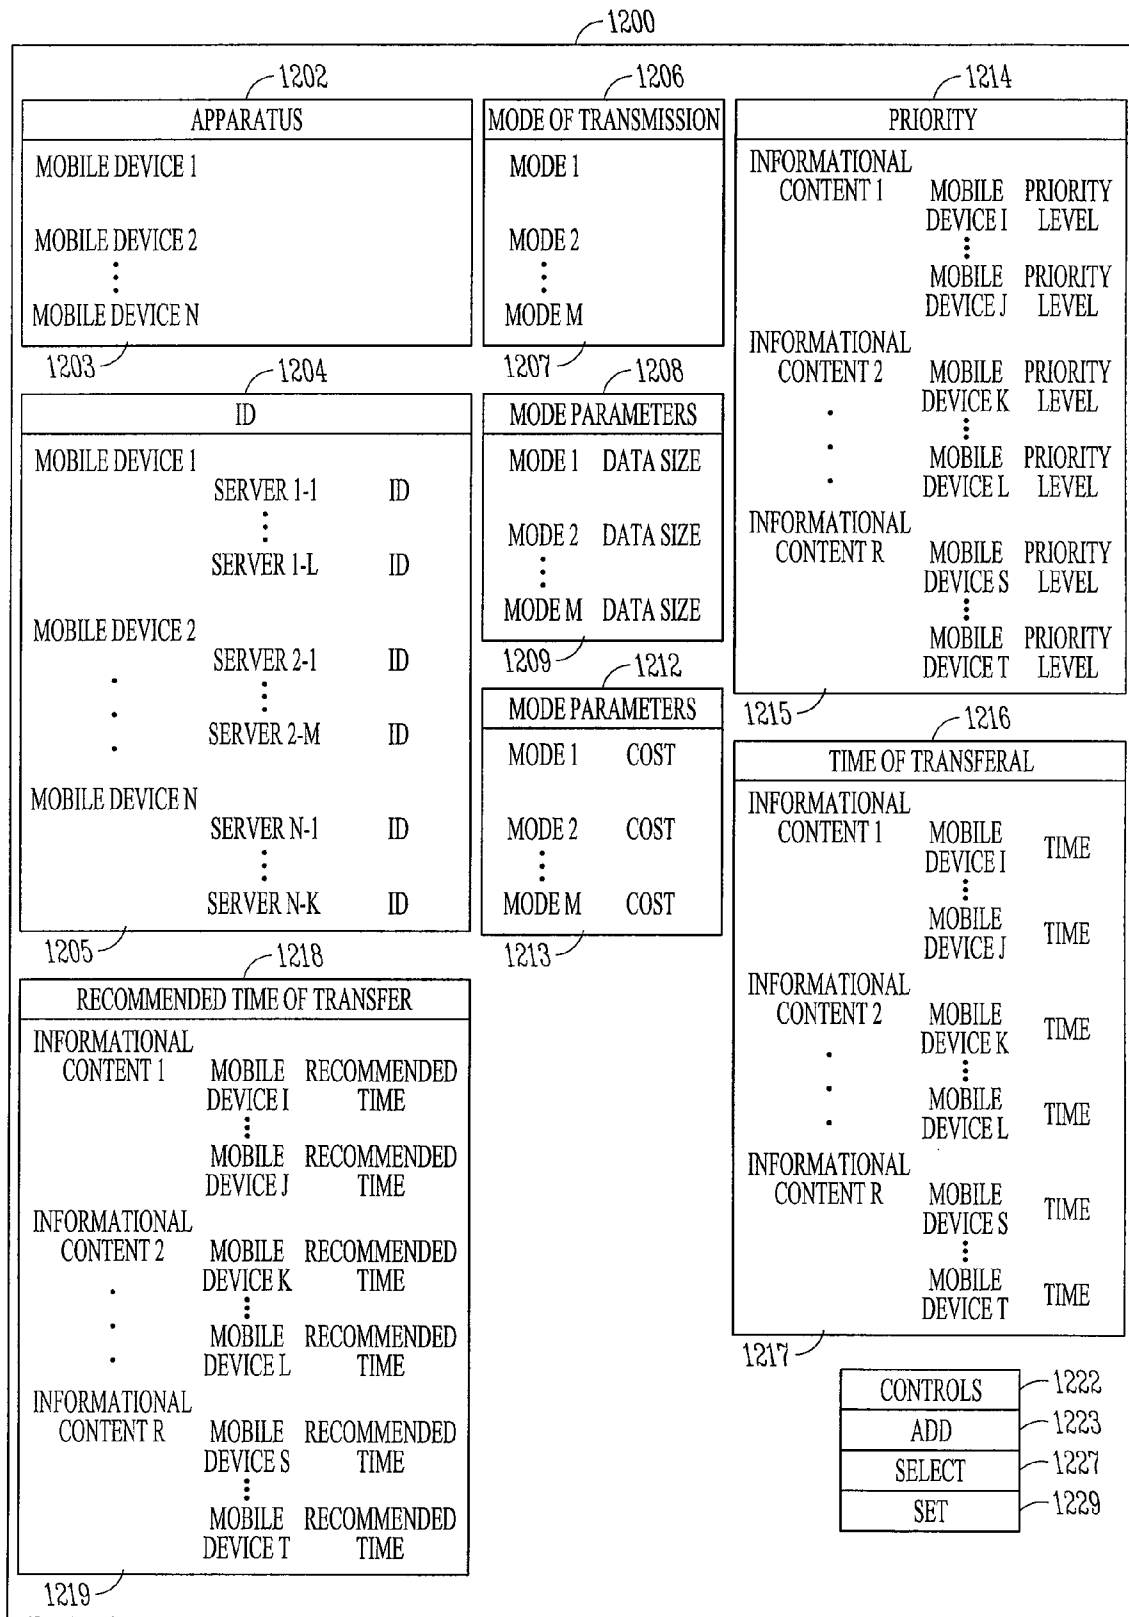 1200
1202
APPARATUS
MOBILE DEVICE 1
MOBILE DEVICE 2
MOBILE DEVICE N
1203
1204
ID
MOBILE DEVICE 1
SERVER 1-1 ID
SERVER 1-L ID
MOBILE DEVICE 2
SERVER 2-1 ID
SERVER 2-M ID
MOBILE DEVICE N
SERVER N-1 ID
SERVER N-K ID
1205
1206
MODE OF TRANSMISSION
MODE 1
MODE 2
MODE M
1207
1208
MODE PARAMETERS
MODE 1 DATA SIZE
MODE 2 DATA SIZE
MODE M DATA SIZE
1209
1212
MODE PARAMETERS
MODE 1 COST
MODE 2 COST
MODE M COST
1213
1214
PRIORITY
INFORMATIONAL
CONTENT 1
MOBILE PRIORITY
DEVICE I LEVEL
MOBILE PRIORITY
DEVICE J LEVEL
INFORMATIONAL
CONTENT 2
MOBILE PRIORITY
DEVICE K LEVEL
MOBILE PRIORITY
DEVICE L LEVEL
INFORMATIONAL
CONTENT R
MOBILE PRIORITY
DEVICE S LEVEL
MOBILE PRIORITY
DEVICE T LEVEL
1215
1216
TIME OF TRANSFERAL
INFORMATIONAL
CONTENT 1
MOBILE
DEVICE I TIME
MOBILE
DEVICE J TIME
INFORMATIONAL
CONTENT 2
MOBILE
DEVICE K TIME
MOBILE
DEVICE L TIME
INFORMATIONAL
CONTENT R
MOBILE
DEVICE S TIME
MOBILE
DEVICE T TIME
1217
1218
RECOMMENDED TIME OF TRANSFER
INFORMATIONAL
CONTENT 1
MOBILE RECOMMENDED
DEVICE I TIME
MOBILE RECOMMENDED
DEVICE J TIME
INFORMATIONAL
CONTENT 2
MOBILE RECOMMENDED
DEVICE K TIME
MOBILE RECOMMENDED
DEVICE L TIME
INFORMATIONAL
CONTENT R
MOBILE RECOMMENDED
DEVICE S TIME
MOBILE RECOMMENDED
DEVICE T TIME
1219
CONTROLS 1222
ADD 1223
SELECT 1227
SET 1229